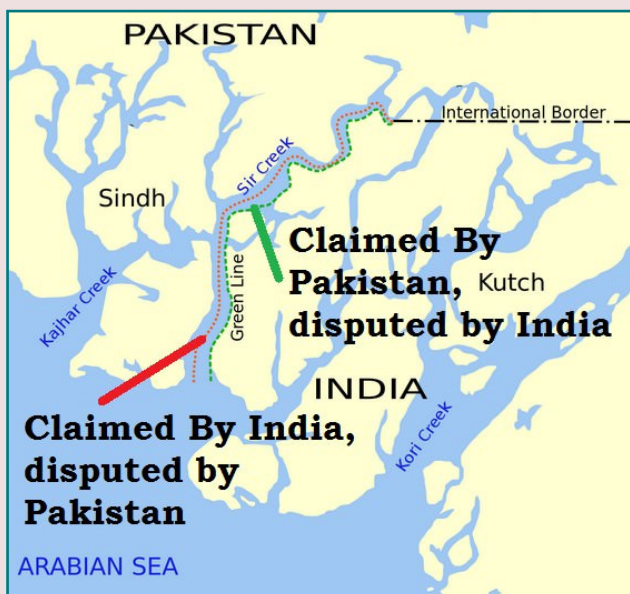 PAKISTAN
International Border
Sir Creek
Sindh
Claimed By
Pakistan,
disputed by India
Green Line
Kutch
Kajhar Creek
INDIA
Claimed By India,
disputed by
Pakistan
Kori Creek
ARABIAN SEA